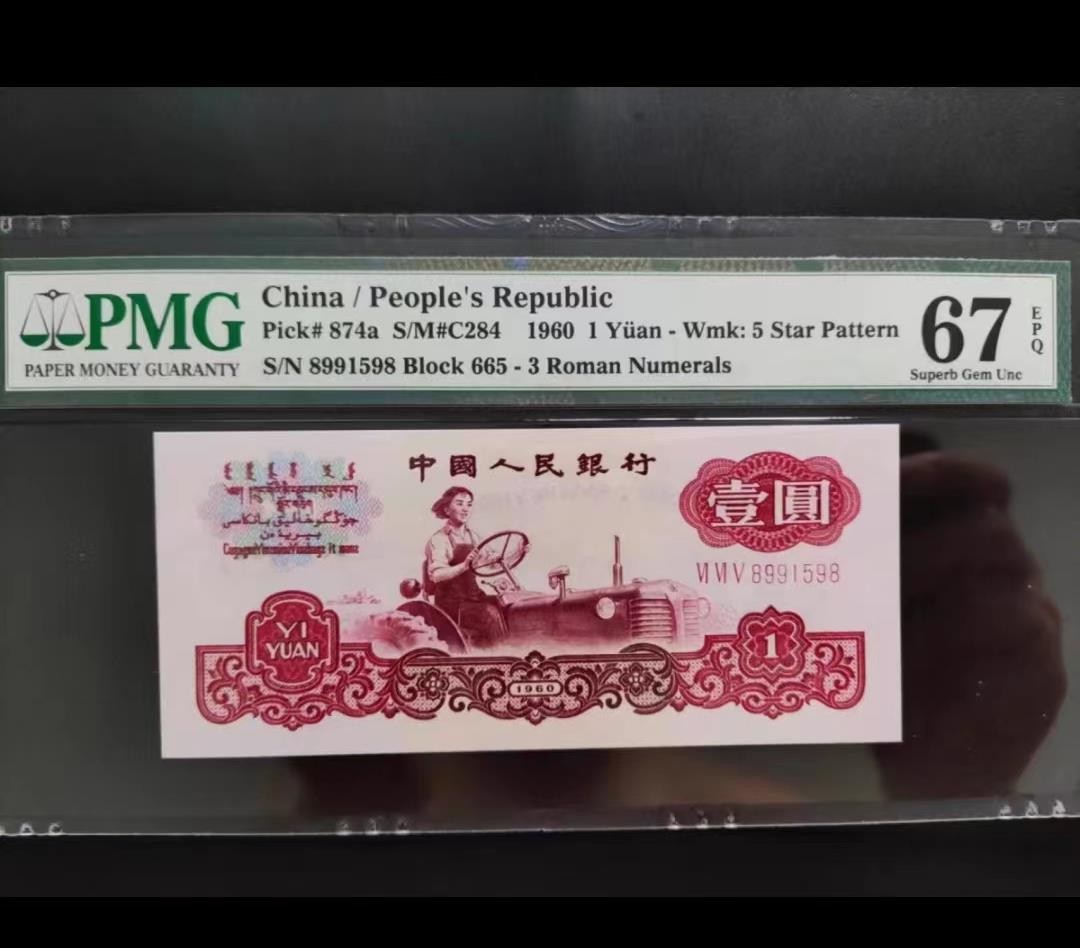 PMG
PAPER MONEY GUARANTY
China / People's Republic
Pick# 874a S/M#C284 1960 1 Yüan - Wmk: 5 Star Pattern
S/N 8991598 Block 665 - 3 Roman Numerals
67
EPQ
Superb Gem Unc
中國人民銀行
壹圓
VI VI V 8991598
YI
YUAN
1
1960